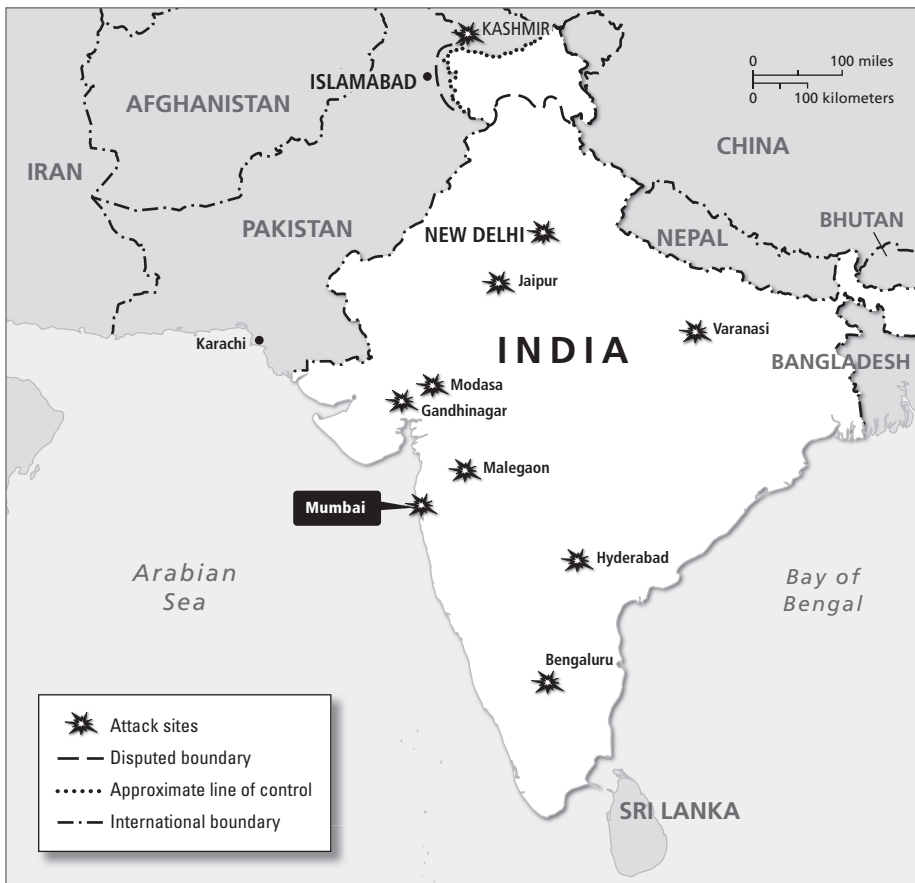 KASHMIR
ISLAMABAD
0 100 miles
0 100 kilometers
AFGHANISTAN
CHINA
IRAN
PAKISTAN
NEW DELHI
NEPAL
BHUTAN
Jaipur
Varanasi
Karachi
INDIA
BANGLADESH
Modasa
Gandhinagar
Malegaon
Mumbai
Hyderabad
Arabian
Sea
Bay of
Bengal
Bengaluru
Attack sites
Disputed boundary
Approximate line of control
International boundary
SRI LANKA